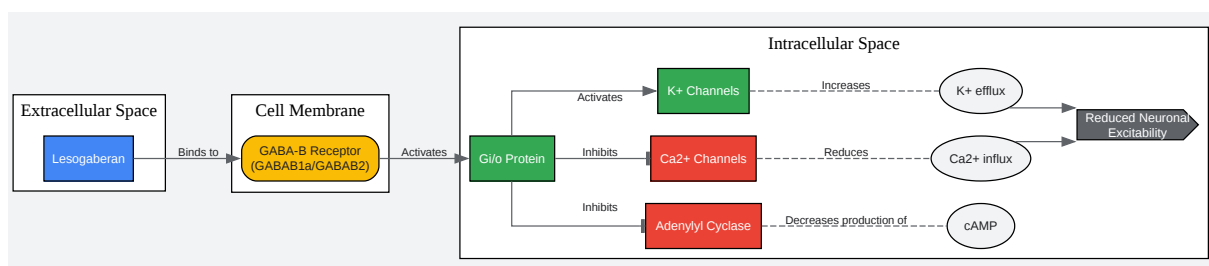 Intracellular Space
Extracellular Space
Cell Membrane
Lesogaberan
Binds to
GABA-B Receptor
(GABAB1a/GABAB2)
Activates
Gi/o Protein
Activates
K+ Channels
Increases
K+ efflux
Inhibits
Ca2+ Channels
Reduces
Ca2+ influx
Reduced Neuronal
Excitability
Inhibits
Adenylyl Cyclase
Decreases production of
cAMP